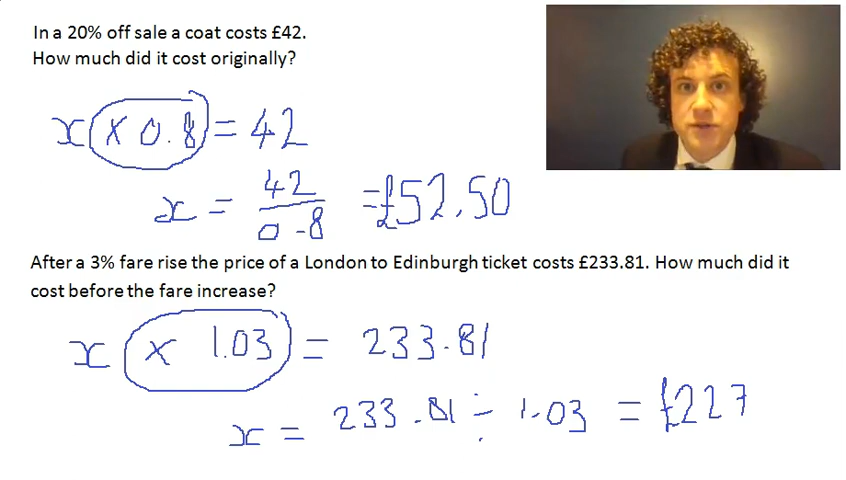 In a 20% off sale a coat costs £42.
How much did it cost originally?
x × 0.8 = 42
x = 42/0.8 = £52.50
After a 3% fare rise the price of a London to Edinburgh ticket costs £233.81. How much did it
cost before the fare increase?
x × 1.03 = 233.81
x = 233.81 ÷ 1.03 = £227